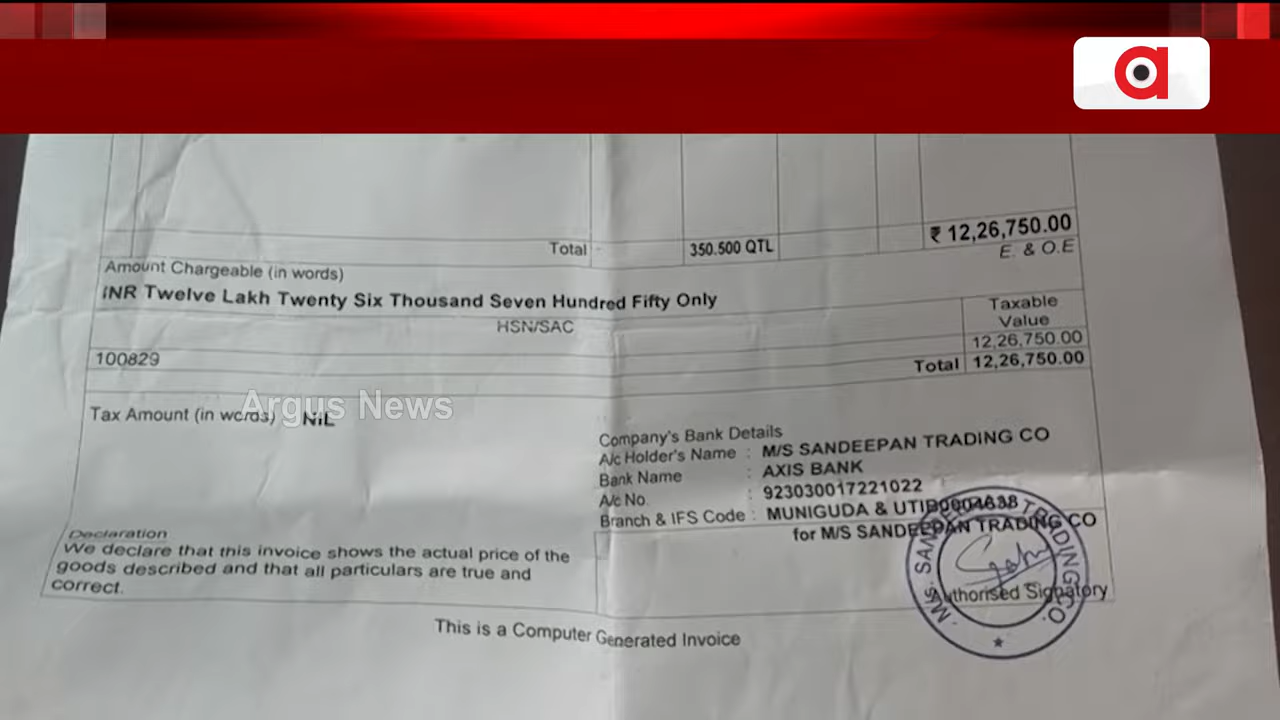 Total - 350.500 QTL ₹ 12,26,750.00
E. & O.E
Amount Chargeable (in words)
INR Twelve Lakh Twenty Six Thousand Seven Hundred Fifty Only
HSN/SAC Taxable
Value
12,26,750.00
100829
Total 12,26,750.00
Argus News
Tax Amount (in words) NIL
Company's Bank Details
A/c Holder's Name : M/S SANDEEPAN TRADING CO
Bank Name : AXIS BANK
A/c No. : 923030017221022
Branch & IFS Code : MUNIGUDA & UTIB0004638
for M/S SANDEEPAN TRADING CO
Declaration
We declare that this invoice shows the actual price of the
goods described and that all particulars are true and
correct.
Authorised Signatory
M/S. SANDEEPAN TRADING CO.
This is a Computer Generated Invoice